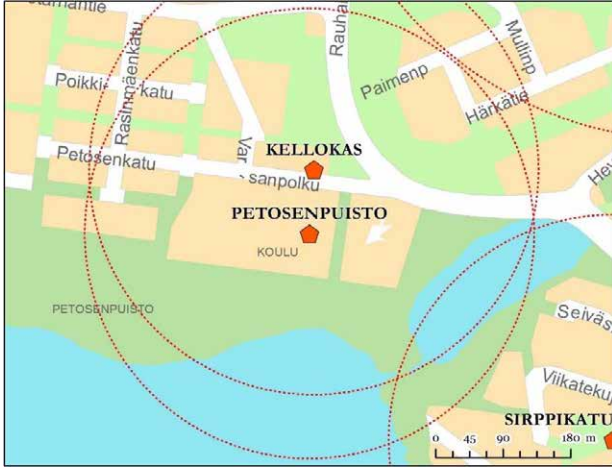 Rauha
Mullinp
Poikki-
katu
Rasinmäenkatu
Paimenp
Härkätie
Petosenkatu
Var
-
sanpolku
KELLOKAS
PETOSENPUISTO
KOULU
PETOSENPUISTO
Seiväs
Viikatekuj
SIRPPIKATU
0 45 90 180 m